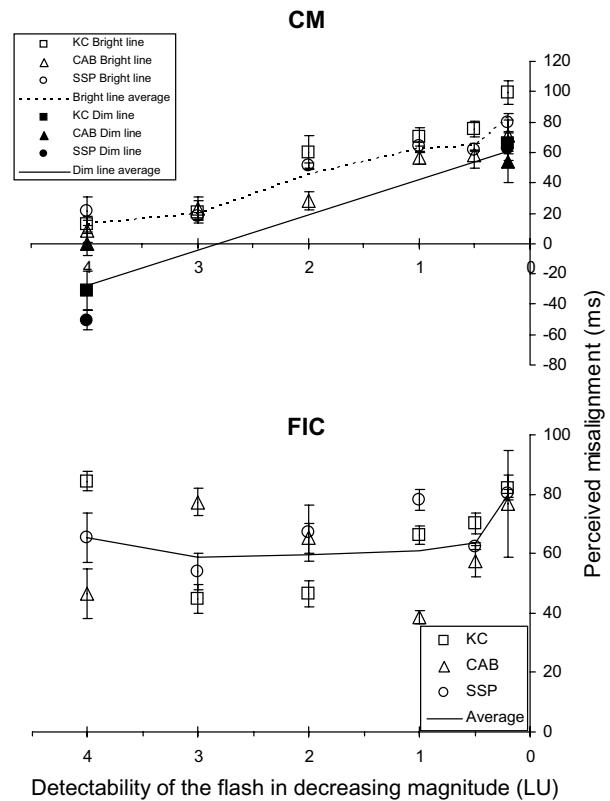 CM
KC Bright line
CAB Bright line
SSP Bright line
Bright line average
KC Dim line
CAB Dim line
SSP Dim line
Dim line average
120
100
80
60
40
20
0
-20
-40
-60
-80
4
3
2
1
0
Perceived misalignment (ms)
FIC
100
80
60
40
20
0
KC
CAB
SSP
Average
4
3
2
1
0
Detectability of the flash in decreasing magnitude (LU)